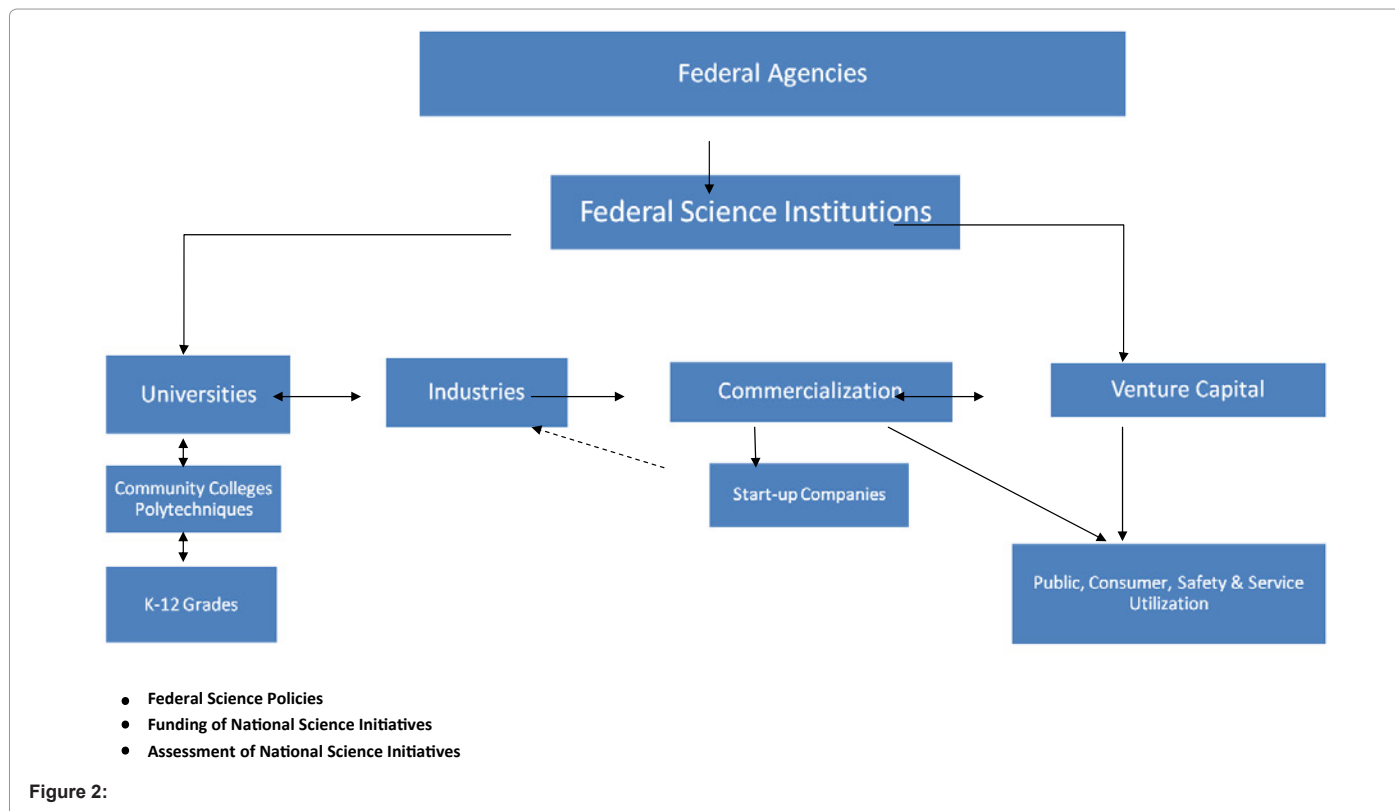 Federal Agencies
Federal Science Institutions
Universities
Industries
Commercialization
Venture Capital
Community Colleges
Polytechniques
Start-up Companies
K-12 Grades
Public, Consumer, Safety & Service
Utilization
• Federal Science Policies
• Funding of National Science Initiatives
• Assessment of National Science Initiatives
Figure 2: